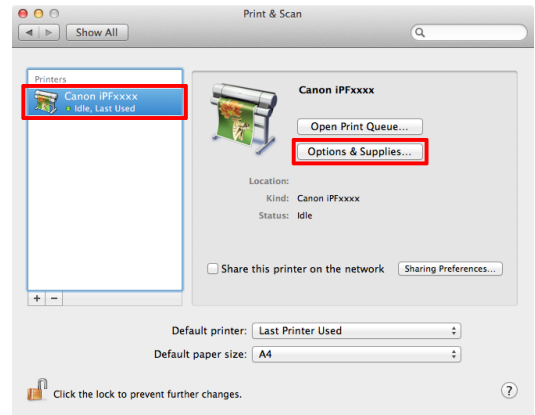 Print & Scan
Show All
Printers
Canon iPFxxxx
Idle, Last Used
Canon iPFxxxx
Open Print Queue...
Options & Supplies...
Location:
Kind: Canon iPFxxxx
Status: Idle
Share this printer on the network Sharing Preferences...
+ −
Default printer: Last Printer Used
Default paper size: A4
Click the lock to prevent further changes. ?